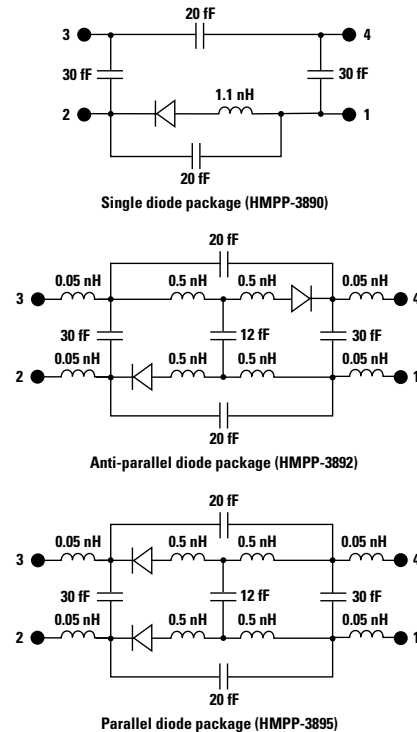 20 fF
3
4
30 fF
30 fF
1.1 nH
2
1
20 fF
Single diode package (HMPP-3890)
20 fF
0.05 nH
0.5 nH
0.5 nH
0.05 nH
3
4
30 fF
12 fF
30 fF
0.05 nH
0.5 nH
0.5 nH
0.05 nH
2
1
20 fF
Anti-parallel diode package (HMPP-3892)
20 fF
0.05 nH
0.5 nH
0.5 nH
0.05 nH
3
4
30 fF
12 fF
30 fF
0.05 nH
0.5 nH
0.5 nH
0.05 nH
2
1
20 fF
Parallel diode package (HMPP-3895)